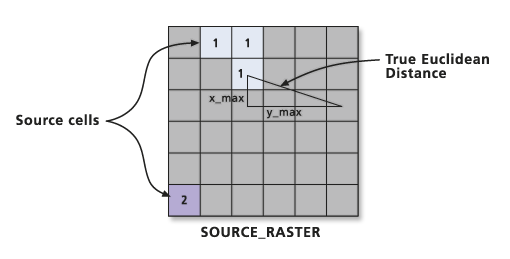 1 1
1
True Euclidean
Distance
x_max
y_max
Source cells
2
SOURCE_RASTER